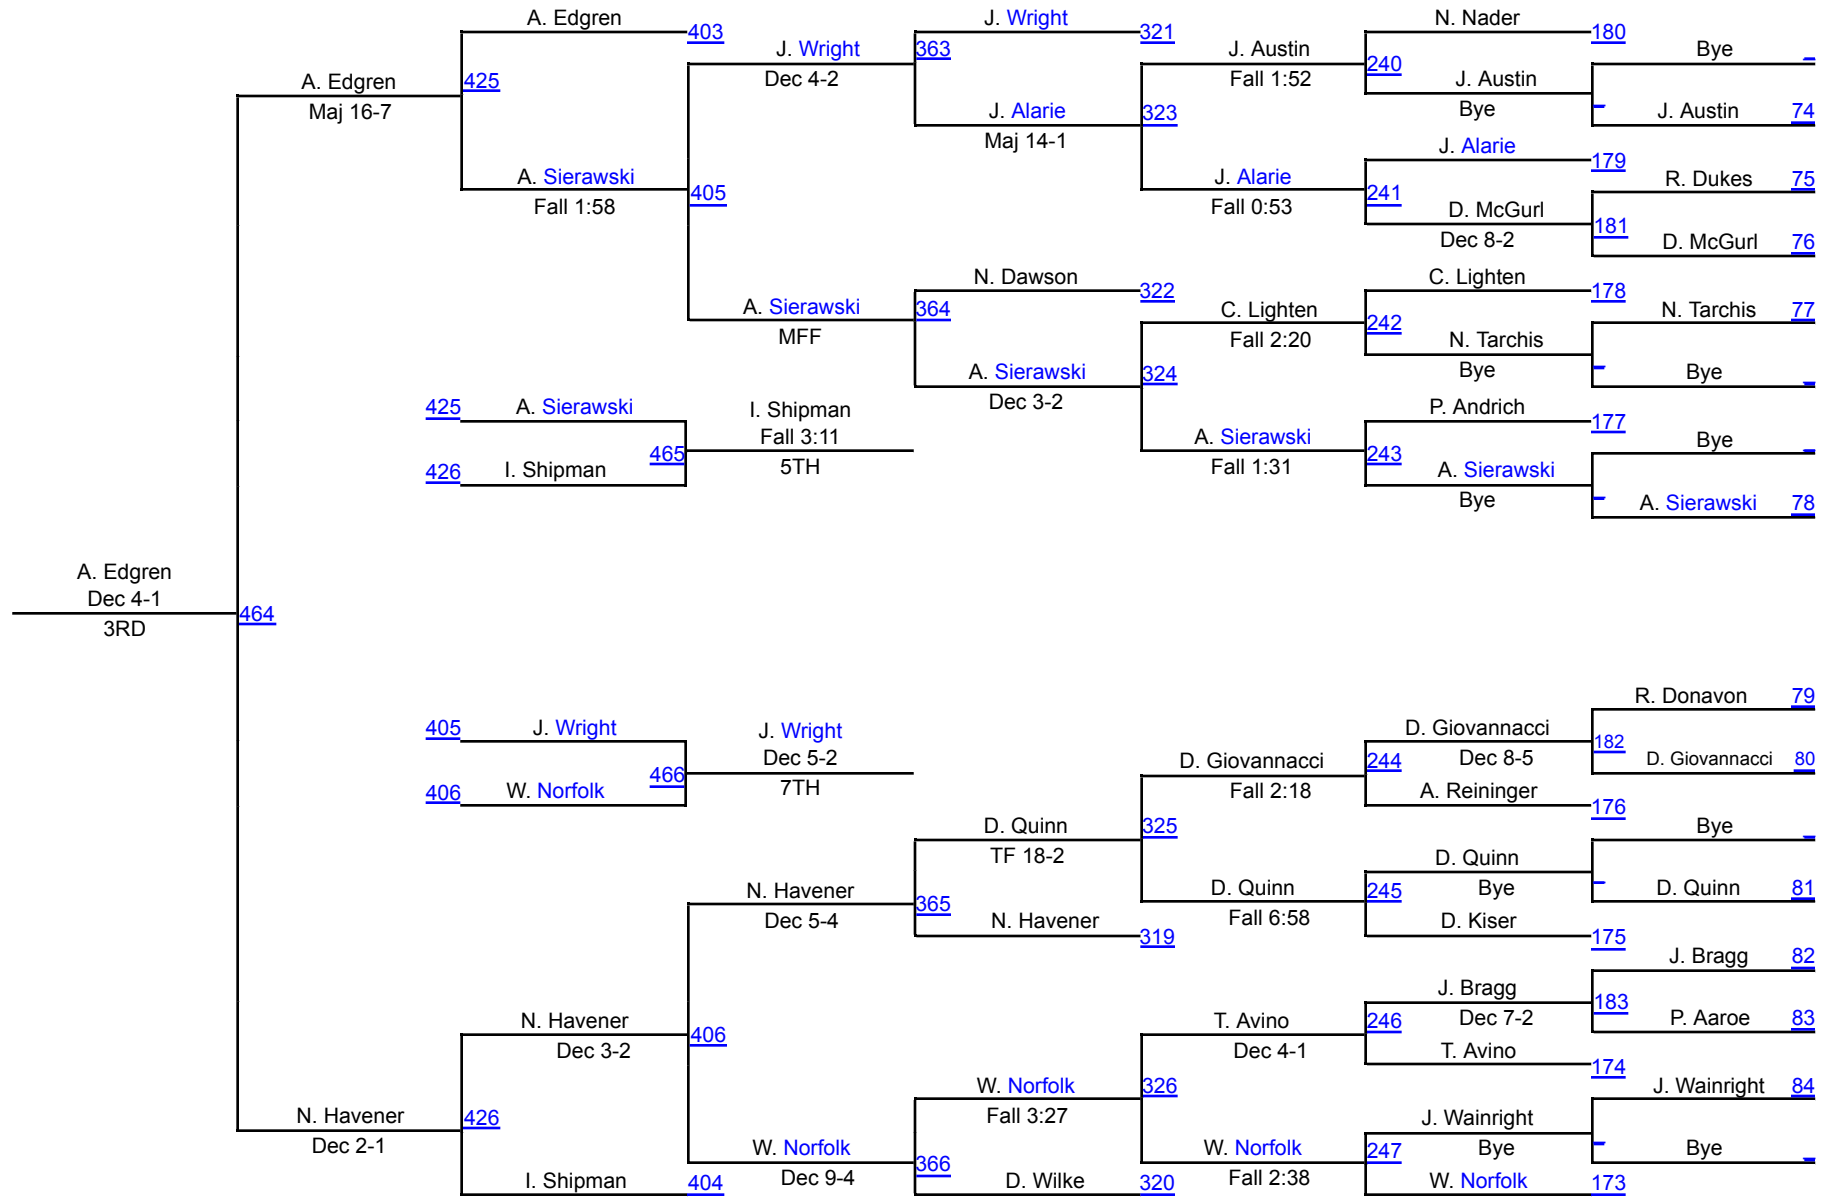 A. Edgren
403
J. Wright
321
N. Nader
180
J. Wright
363
J. Austin
Bye
Dec 4-2
240
Fall 1:52
J. Austin
A. Edgren
425
Maj 16-7
J. Alarie
323
Bye
J. Austin 74
Maj 14-1
J. Alarie
179
A. Sierawski
405
J. Alarie
241
R. Dukes 75
Fall 1:58
Fall 0:53
D. McGurl
181
Dec 8-2
D. McGurl 76
N. Dawson
322
C. Lighten
178
A. Sierawski
364
C. Lighten
242
N. Tarchis 77
MFF
Fall 2:20
N. Tarchis
Bye
A. Sierawski
324
Bye
Dec 3-2
425
A. Sierawski
I. Shipman
P. Andrich
177
Fall 3:11
A. Sierawski
Bye
465
243
426
I. Shipman
5TH
Fall 1:31
A. Sierawski
Bye
A. Sierawski 78
A. Edgren
Dec 4-1
464
3RD
R. Donavon 79
405
J. Wright
J. Wright
D. Giovannacci
182
Dec 5-2
D. Giovannacci
244
Dec 8-5
D. Giovannacci 80
466
406
W. Norfolk
7TH
Fall 2:18
A. Reininger
176
D. Quinn
325
Bye
TF 18-2
D. Quinn
N. Havener
D. Quinn
245
Bye
D. Quinn 81
Dec 5-4
365
N. Havener
319
Fall 6:58
D. Kiser
175
J. Bragg 82
J. Bragg
183
N. Havener
406
T. Avino
246
Dec 7-2
P. Aaroe 83
Dec 3-2
Dec 4-1
T. Avino
174
W. Norfolk
326
J. Wainright 84
N. Havener
426
Fall 3:27
J. Wainright
Dec 2-1
W. Norfolk
366
W. Norfolk
247
Bye
Bye
I. Shipman
404
Dec 9-4
D. Wilke
320
Fall 2:38
W. Norfolk
173